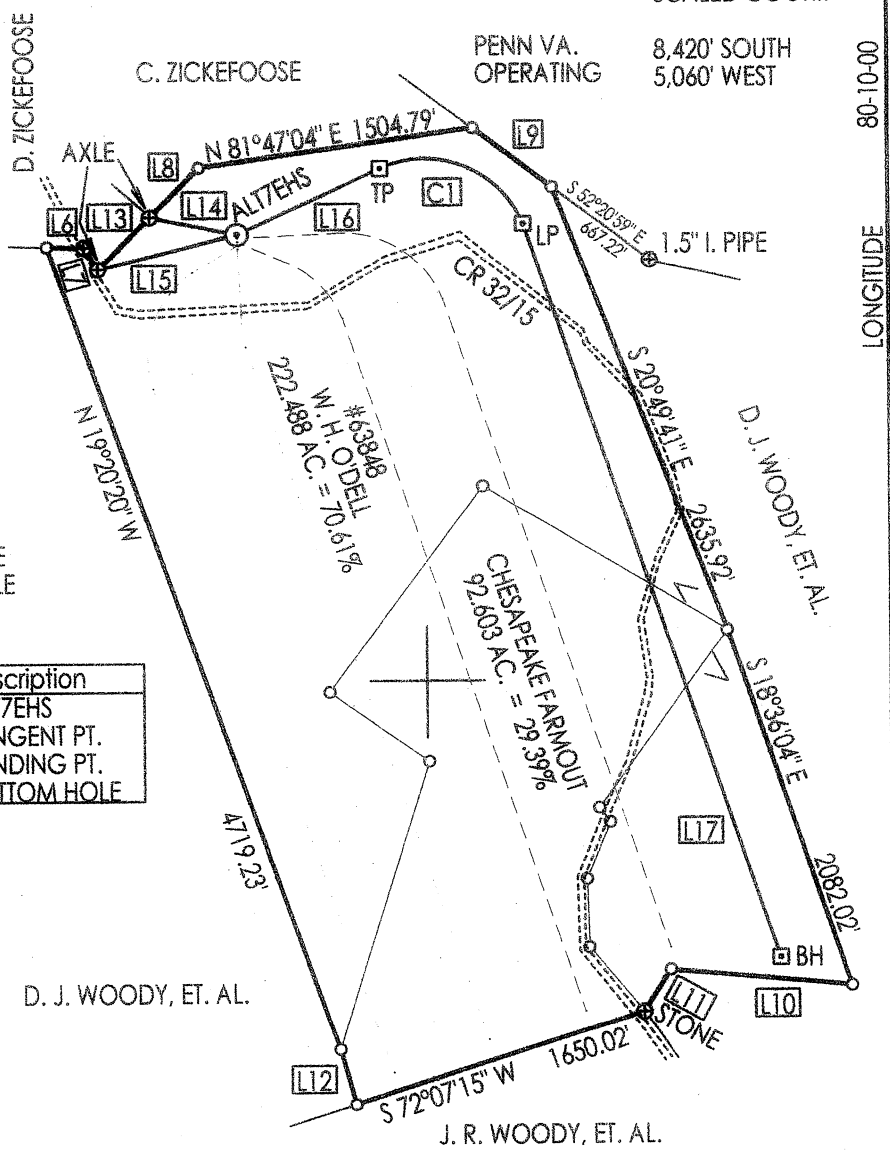 D. ZICKEFOOSE
C. ZICKEFOOSE
PENN VA.
OPERATING
8,420' SOUTH
5,060' WEST
80-10-00
LONGITUDE
AXLE
L8
N 81°47'04" E 1504.79'
L9
L6
L13
L14
ALT7EHS
TP
C1
L16
S 52°20'59" E
667.22'
LP
1.5" I. PIPE
L7
L15
CR 32/15
N 19°20'20" W
#63848
W. H. O'DELL
222.488 AC. = 70.61%
S 20°49'41" E
2635.92'
D. J. WOODY, ET. AL.
CHESAPEAKE FARMOUT
92.603 AC. = 29.39%
scription
7EHS
NGENT PT.
NDING PT.
TTOM HOLE
S 18°36'04" E
2082.02'
4719.23'
L17
BH
D. J. WOODY, ET. AL.
L11
L10
STONE
L12
S 72°07'15" W 1650.02'
J. R. WOODY, ET. AL.